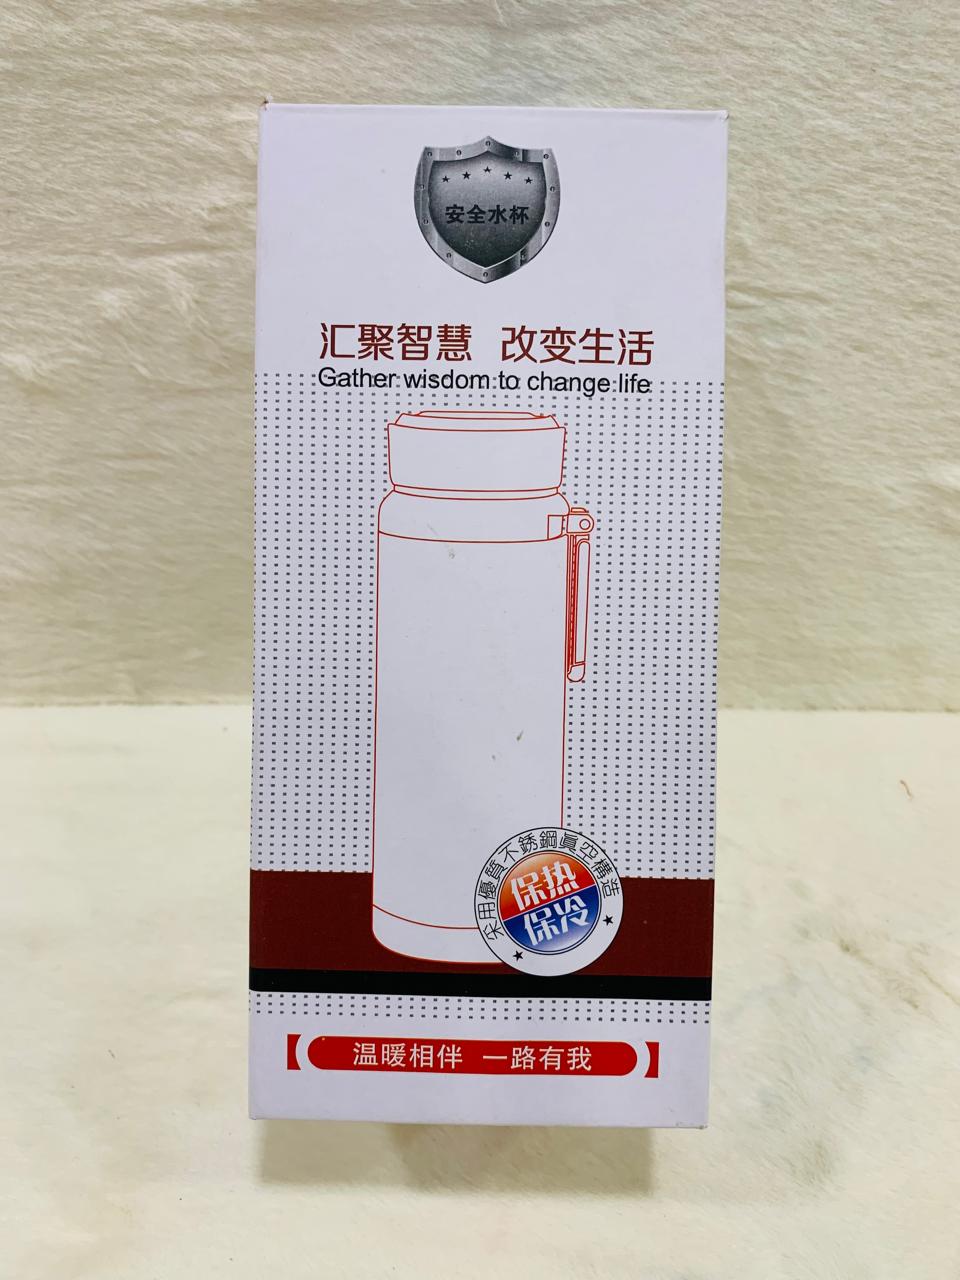 安全水杯
汇聚智慧 改变生活
Gather wisdom to change life
采用優質不銹鋼真空構造
保热
保冷
温暖相伴 一路有我